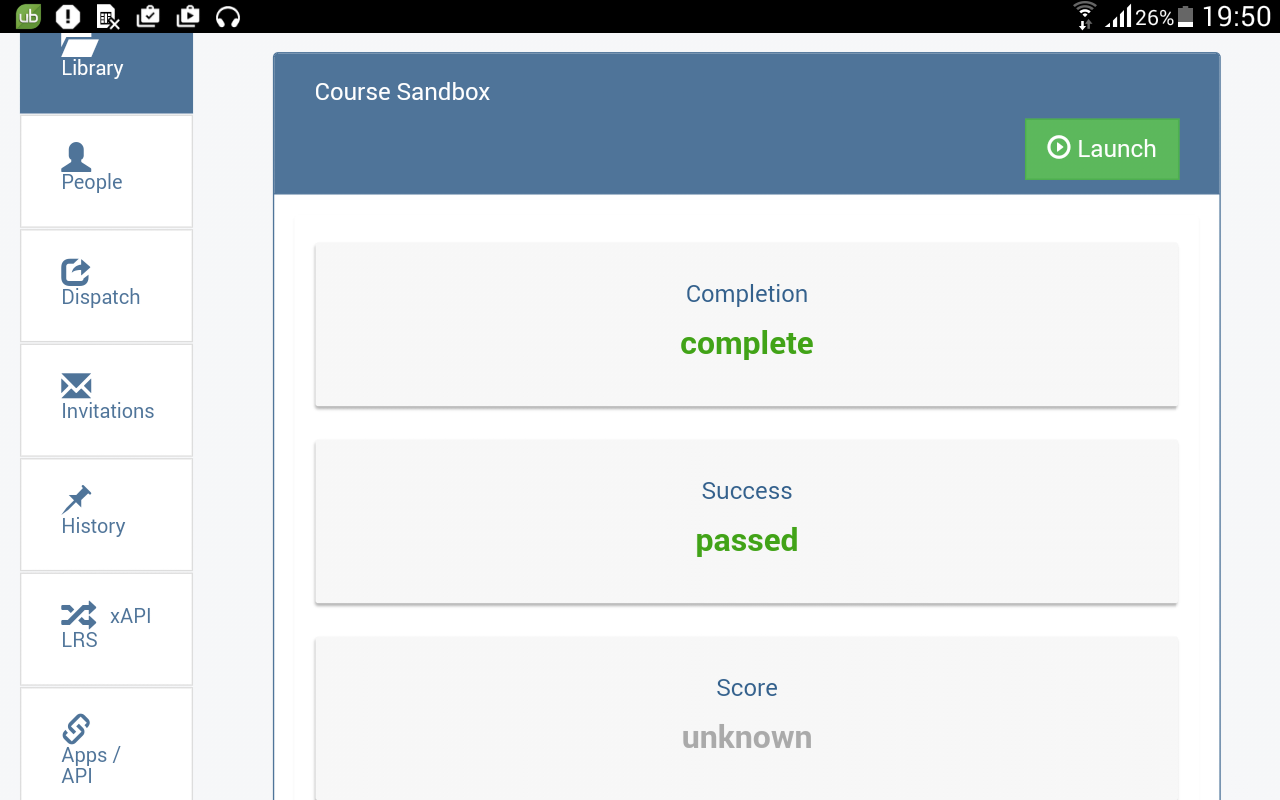 ub
26%
19:50
Library
People
Dispatch
Invitations
History
xAPI
LRS
Apps /
API
Course Sandbox
Launch
Completion
complete
Success
passed
Score
unknown